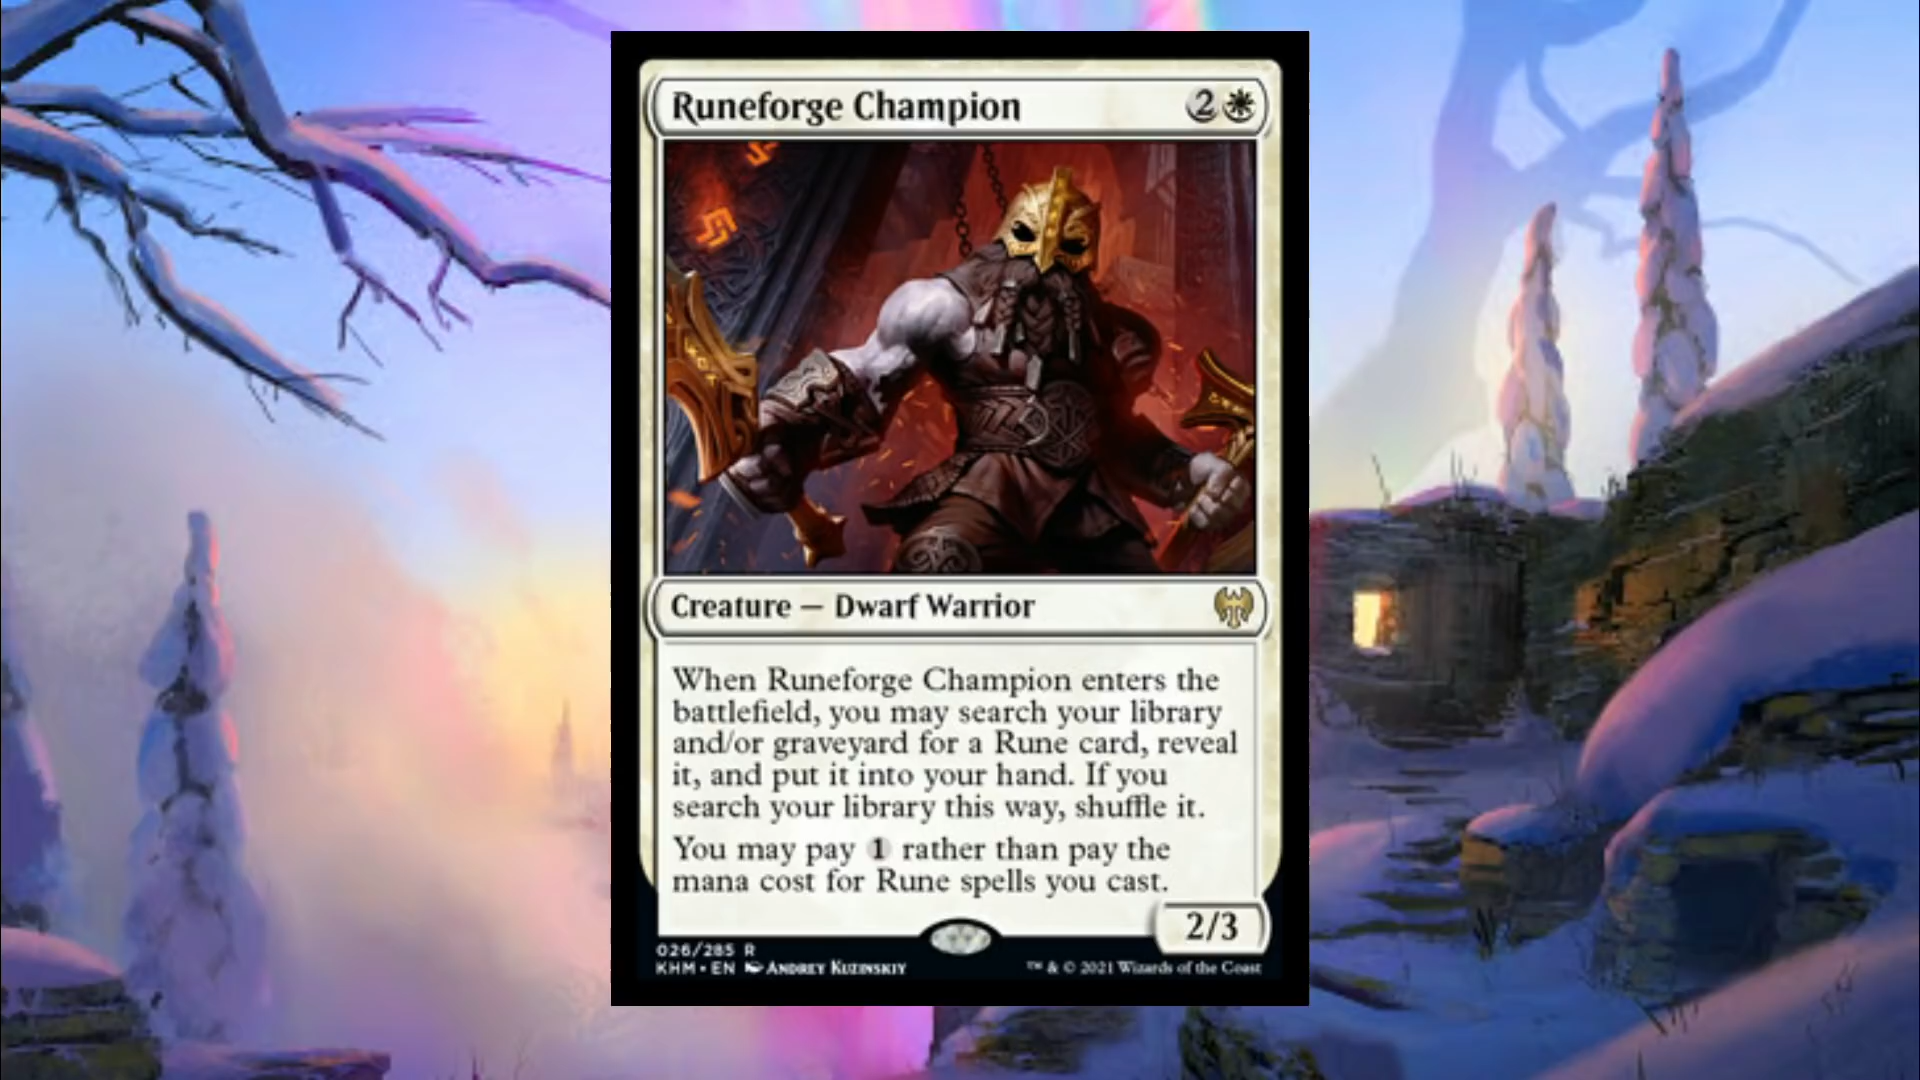 Runeforge Champion 2
Creature — Dwarf Warrior
When Runeforge Champion enters the
battlefield, you may search your library
and/or graveyard for a Rune card, reveal
it, and put it into your hand. If you
search your library this way, shuffle it.
You may pay 1 rather than pay the
mana cost for Rune spells you cast.
2/3
026/285 R
KHM • EN Andrey Kuzinskiy
™ & © 2021 Wizards of the Coast